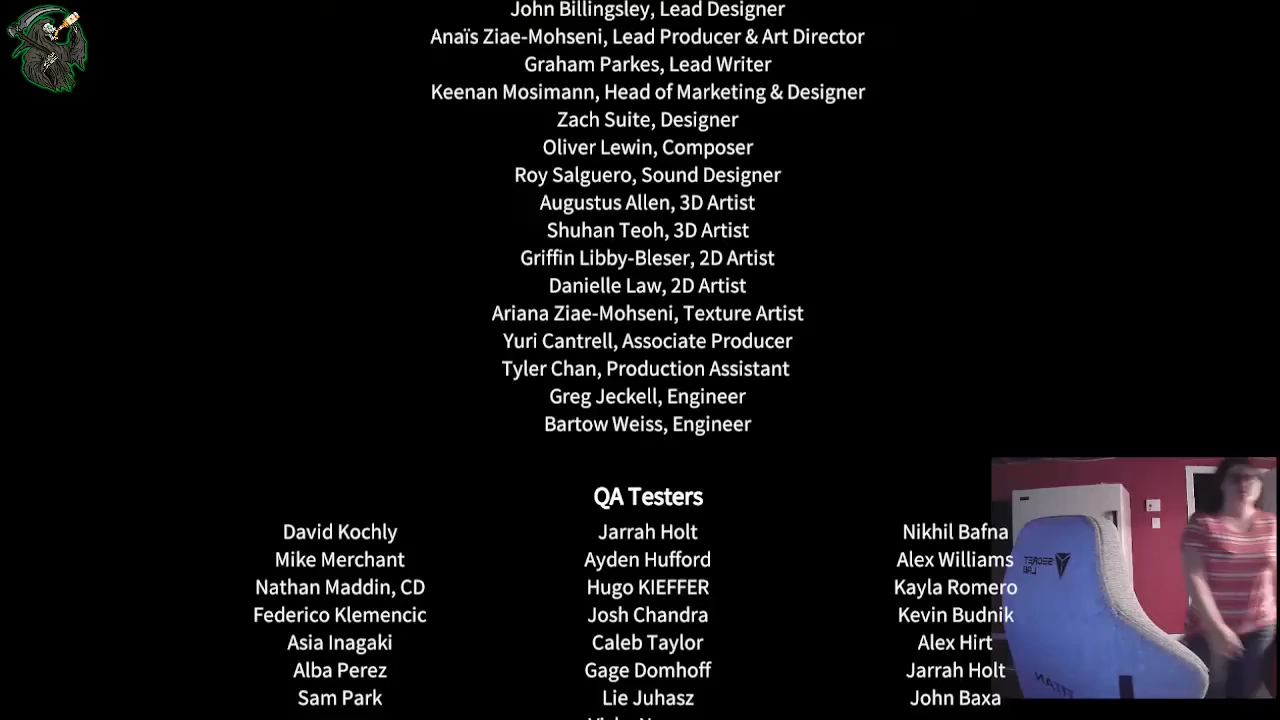 John Billingsley, Lead Designer
Anaïs Ziae-Mohseni, Lead Producer & Art Director
Graham Parkes, Lead Writer
Keenan Mosimann, Head of Marketing & Designer
Zach Suite, Designer
Oliver Lewin, Composer
Roy Salguero, Sound Designer
Augustus Allen, 3D Artist
Shuhan Teoh, 3D Artist
Griffin Libby-Bleser, 2D Artist
Danielle Law, 2D Artist
Ariana Ziae-Mohseni, Texture Artist
Yuri Cantrell, Associate Producer
Tyler Chan, Production Assistant
Greg Jeckell, Engineer
Bartow Weiss, Engineer
QA Testers
David Kochly Jarrah Holt Nikhil Bafna
Mike Merchant Ayden Hufford Alex Williams
Nathan Maddin, CD Hugo KIEFFER Kayla Romero
Federico Klemencic Josh Chandra Kevin Budnik
Asia Inagaki Caleb Taylor Alex Hirt
Alba Perez Gage Domhoff Jarrah Holt
Sam Park Lie Juhasz John Baxa
SECRET
LAB
TITAN